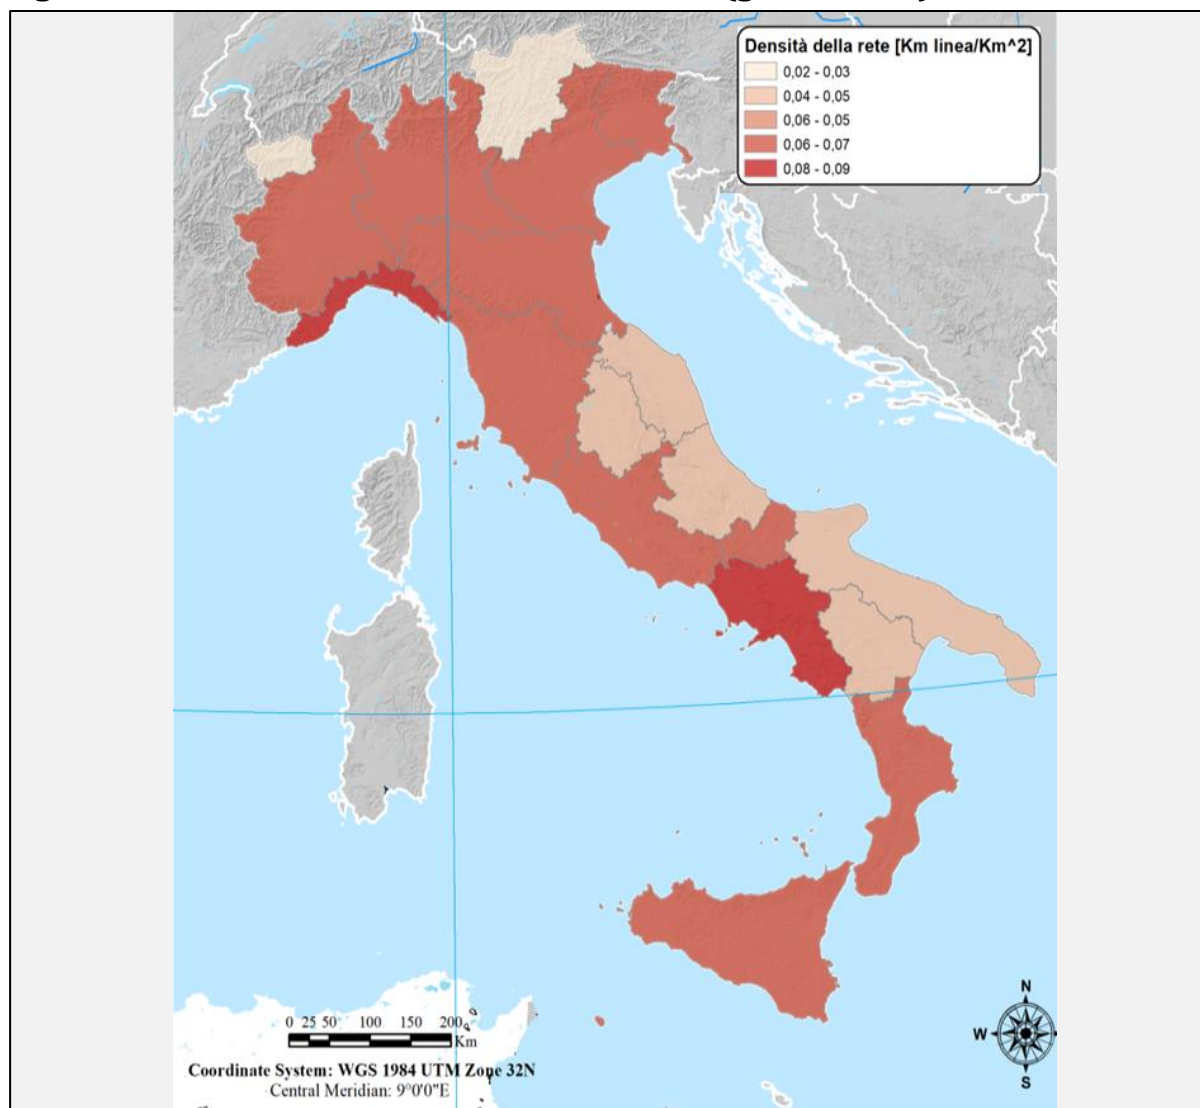 Densità della rete [Km linea/Km^2]
0,02 - 0,03
0,04 - 0,05
0,06 - 0,05
0,06 - 0,07
0,08 - 0,09
N
W
S
0 25 50 100 150 200
Km
Coordinate System: WGS 1984 UTM Zone 32N
Central Meridian: 9°0'0"E